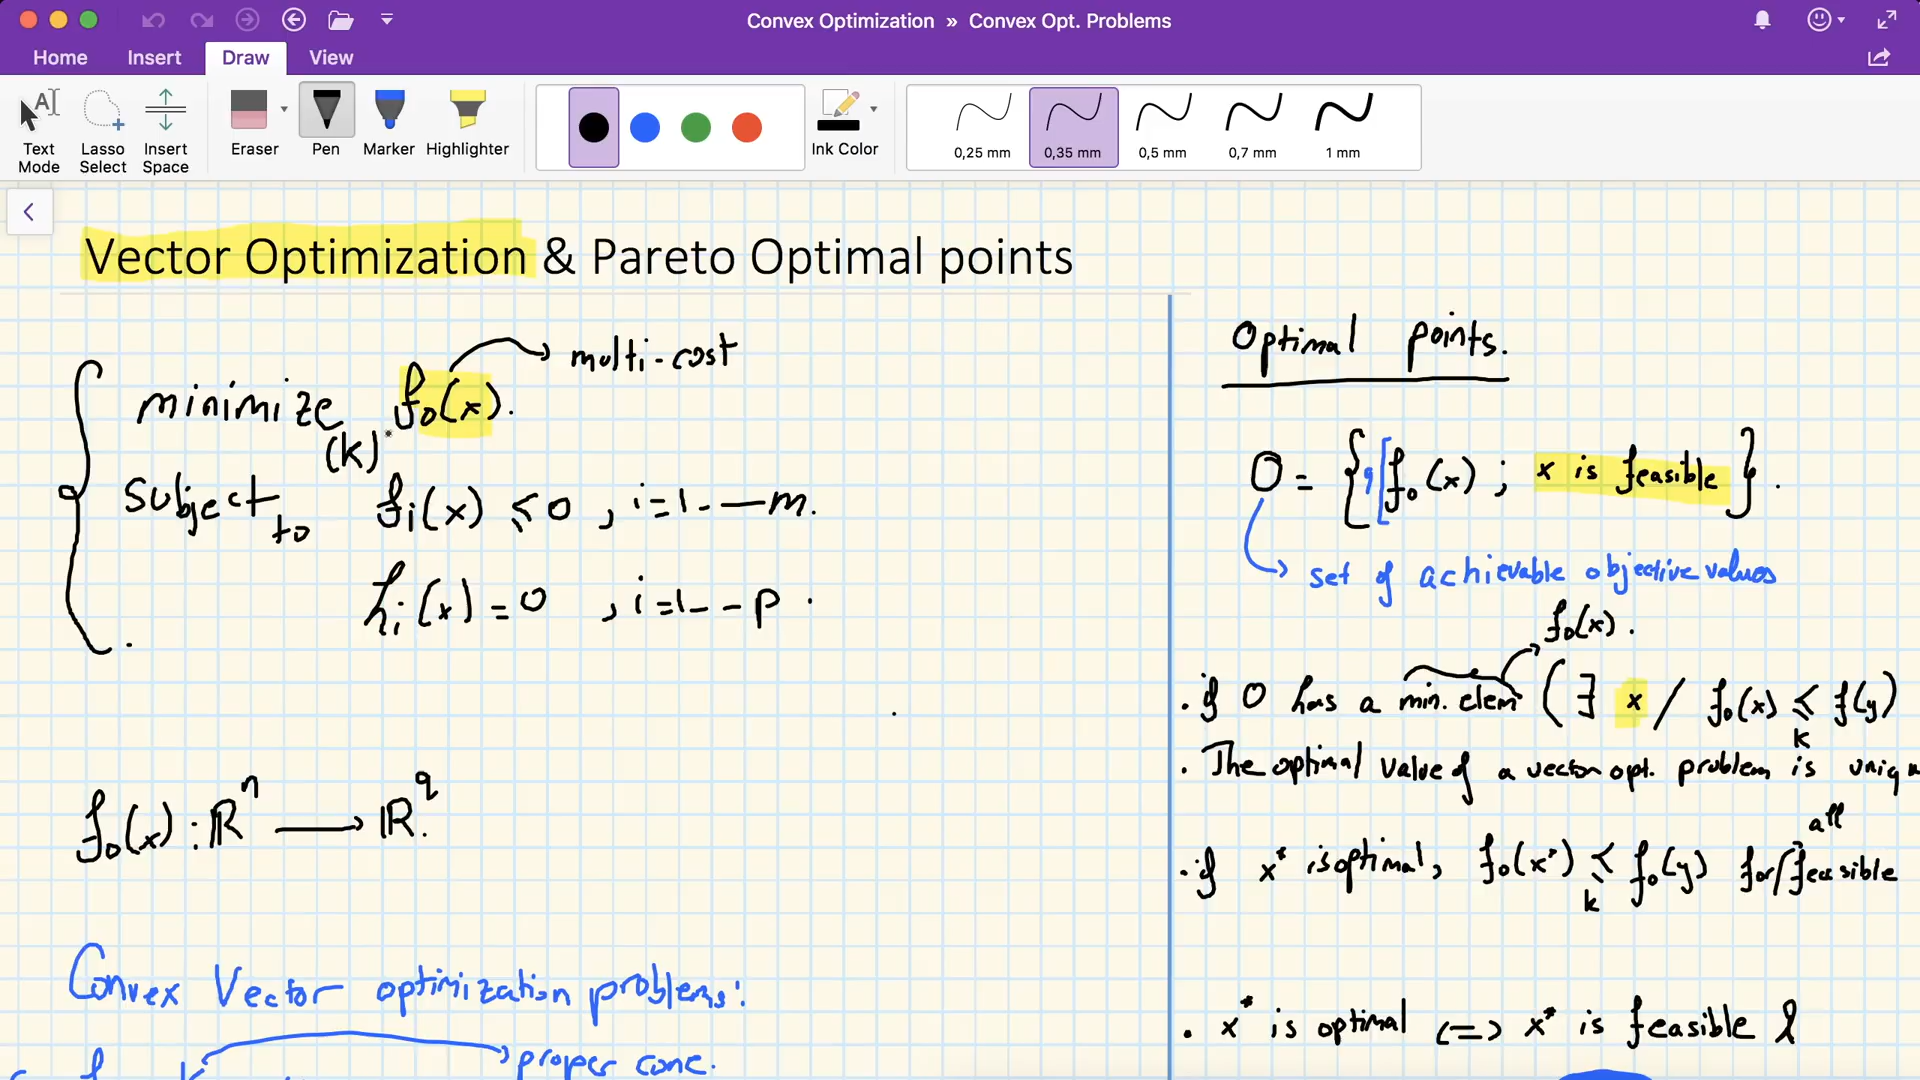 Convex Optimization » Convex Opt. Problems
Home Insert Draw View
Text Mode
Lasso Select
Insert Space
Eraser
Pen
Marker
Highlighter
Ink Color
0,25 mm
0,35 mm
0,5 mm
0,7 mm
1 mm
Vector Optimization & Pareto Optimal points
multi-cost
minimize f₀(x).
(k)
Subject to fᵢ(x) ≤ 0 , i=1--m.
hᵢ(x) = 0 , i=1--p.
f₀(x) : ℝⁿ → ℝ^q.
Convex Vector optimization problems:
proper cone.
Optimal points.
O = { f₀(x) ; x is feasible }.
set of achievable objective values
f₀(x).
. if O has a min. elem (∃ x / f₀(x) ≤ₖ f(y)
. The optimal value of a vector opt. problem is
. if x* is optimal, f₀(x*) ≤ₖ f₀(y) for/ all feasible
. x* is optimal <=> x* is feasible &